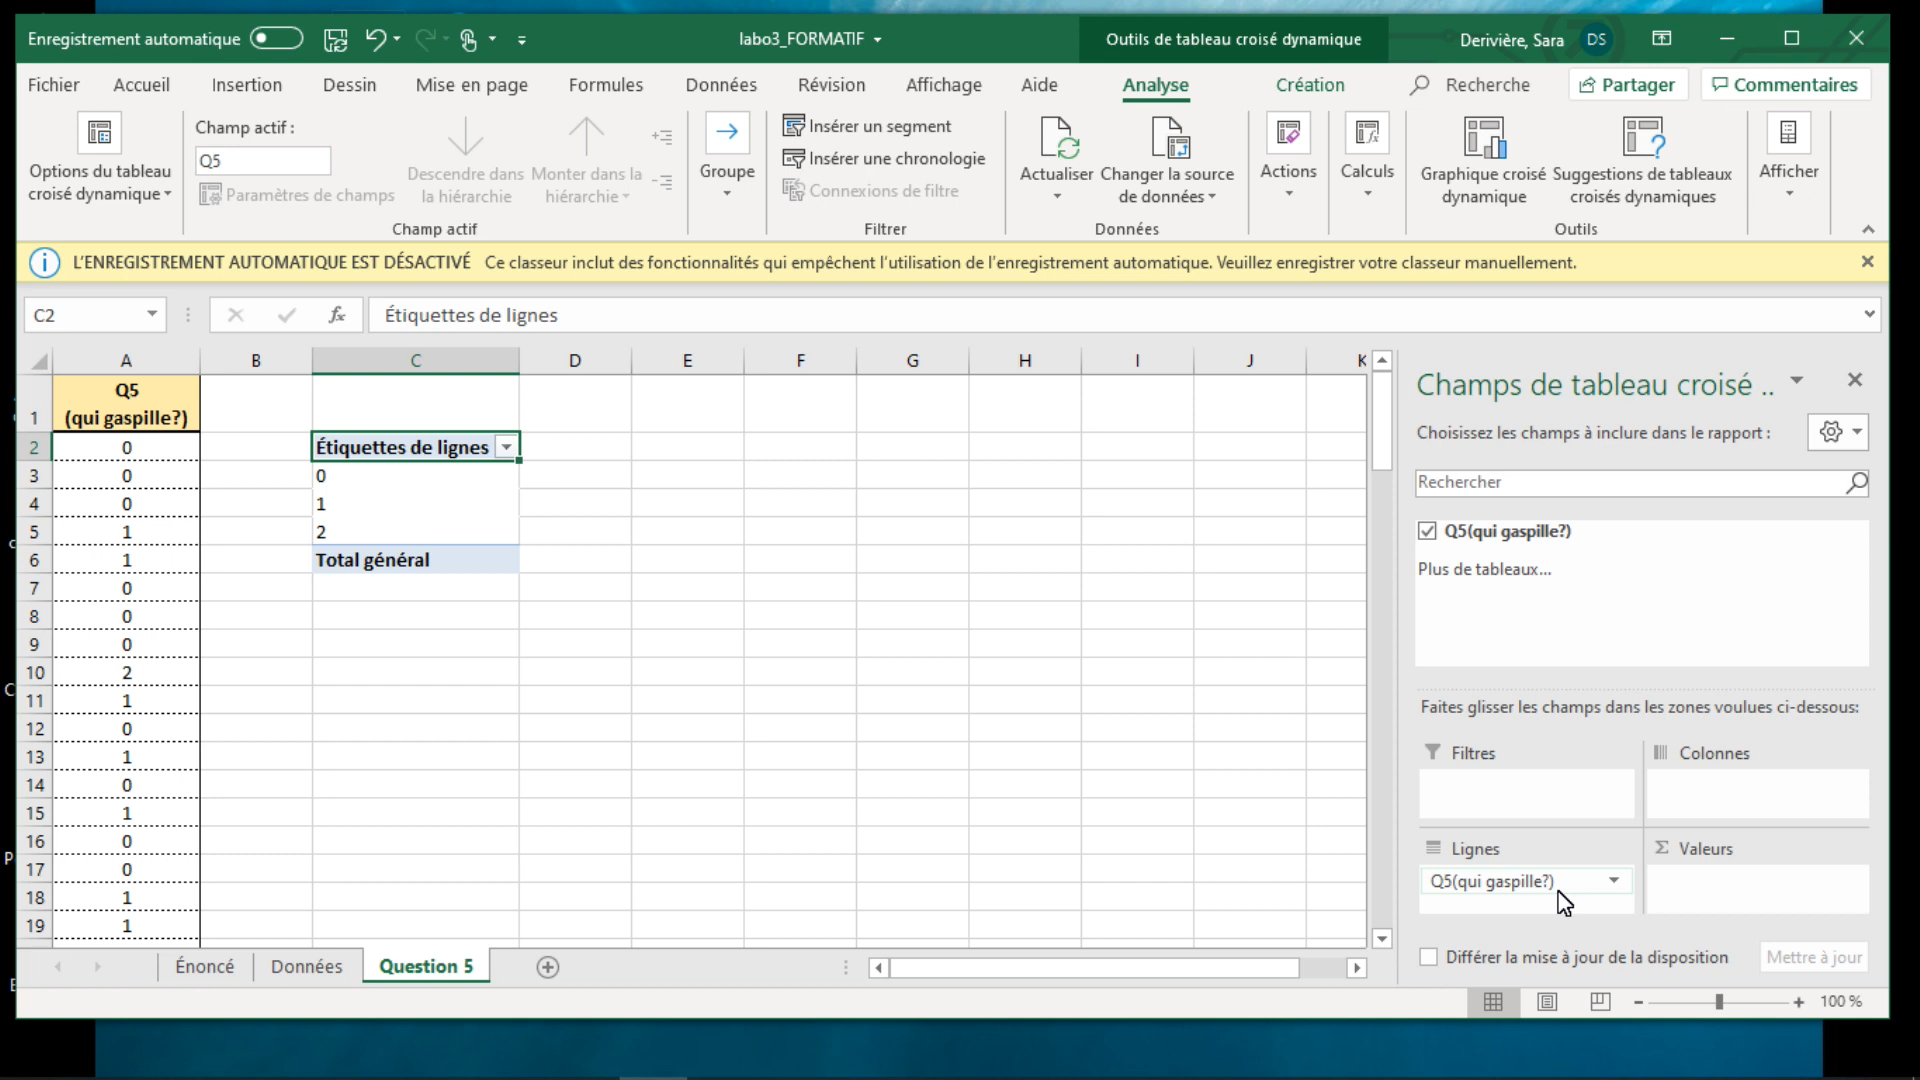 Enregistrement automatique
labo3_FORMATIF
Outils de tableau croisé dynamique
Derivière, Sara
DS
Fichier Accueil Insertion Dessin Mise en page Formules Données Révision Affichage Aide Analyse Création Recherche Partager Commentaires
Options du tableau croisé dynamique
Champ actif :
Q5
Paramètres de champs
Descendre dans la hiérarchie
Monter dans la hiérarchie
Champ actif
Groupe
Insérer un segment
Insérer une chronologie
Connexions de filtre
Filtrer
Actualiser
Changer la source de données
Données
Actions
Calculs
Graphique croisé dynamique
Suggestions de tableaux croisés dynamiques
Outils
Afficher
L'ENREGISTREMENT AUTOMATIQUE EST DÉSACTIVÉ Ce classeur inclut des fonctionnalités qui empêchent l'utilisation de l'enregistrement automatique. Veuillez enregistrer votre classeur manuellement.
C2
fx
Étiquettes de lignes
A B C D E F G H I J K
Q5
1 (qui gaspille?)
2 0 Étiquettes de lignes
3 0 0
4 0 1
5 1 2
6 1 Total général
7 0
8 0
9 0
10 2
11 1
12 0
13 1
14 0
15 1
16 0
17 0
18 1
19 1
Énoncé Données Question 5
Champs de tableau croisé ..
Choisissez les champs à inclure dans le rapport :
Rechercher
Q5(qui gaspille?)
Plus de tableaux...
Faites glisser les champs dans les zones voulues ci-dessous:
Filtres
Colonnes
Lignes
Σ Valeurs
Q5(qui gaspille?)
Différer la mise à jour de la disposition
Mettre à jour
100 %